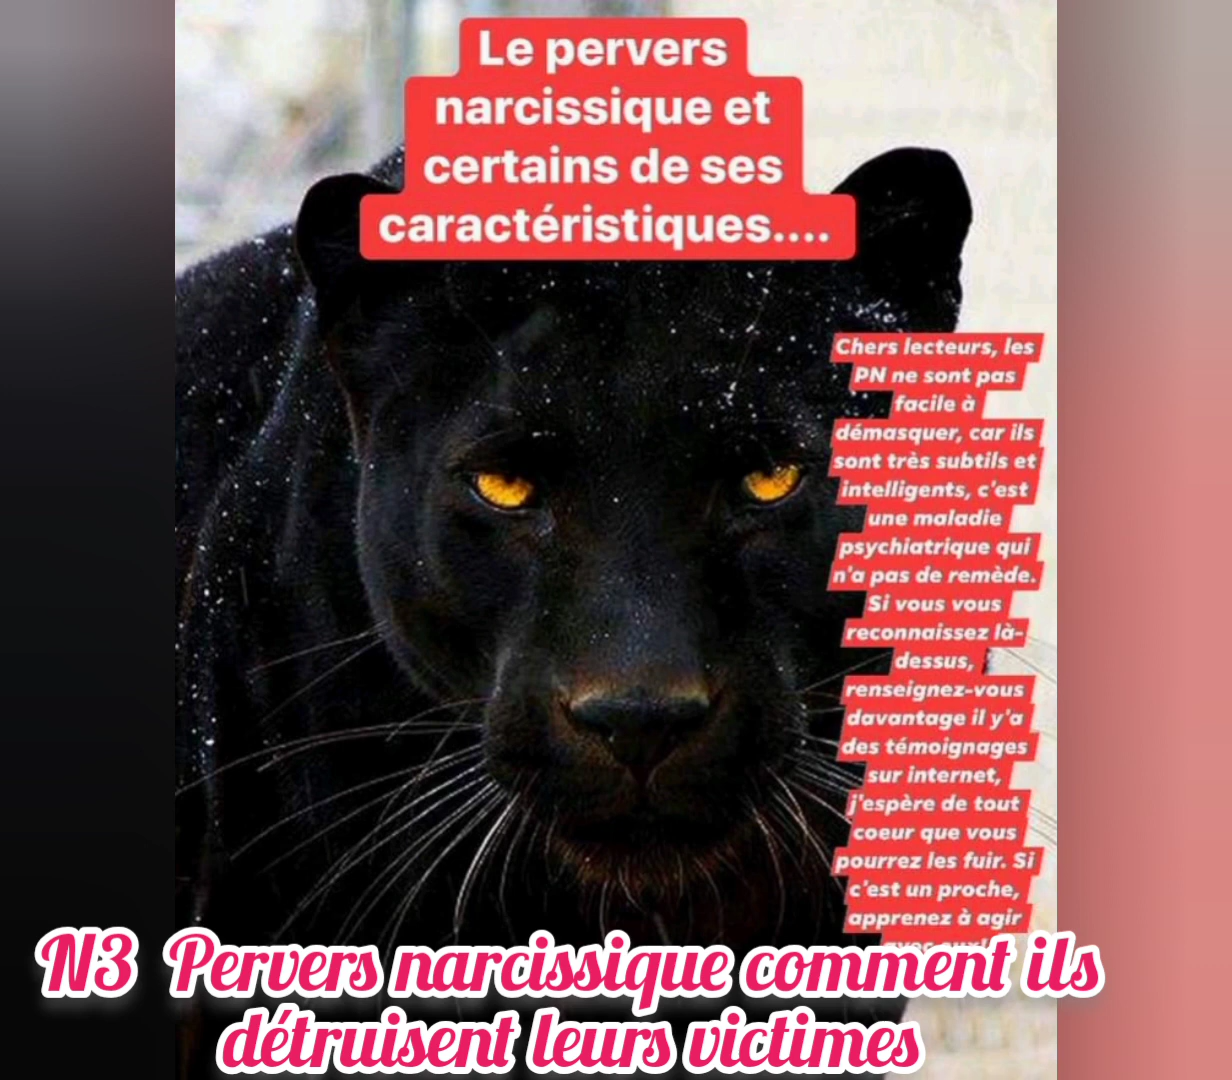 Le pervers
narcissique et
certains de ses
caractéristiques....
Chers lecteurs, les
PN ne sont pas
facile à
démasquer, car ils
sont très subtils et
intelligents, c'est
une maladie
psychiatrique qui
n'a pas de remède.
Si vous vous
reconnaissez là-
dessus,
renseignez-vous
davantage il y'a
des témoignages
sur internet,
j'espère de tout
coeur que vous
pourrez les fuir. Si
c'est un proche,
apprenez à agir
N3 Pervers narcissique comment ils
détruisent leurs victimes